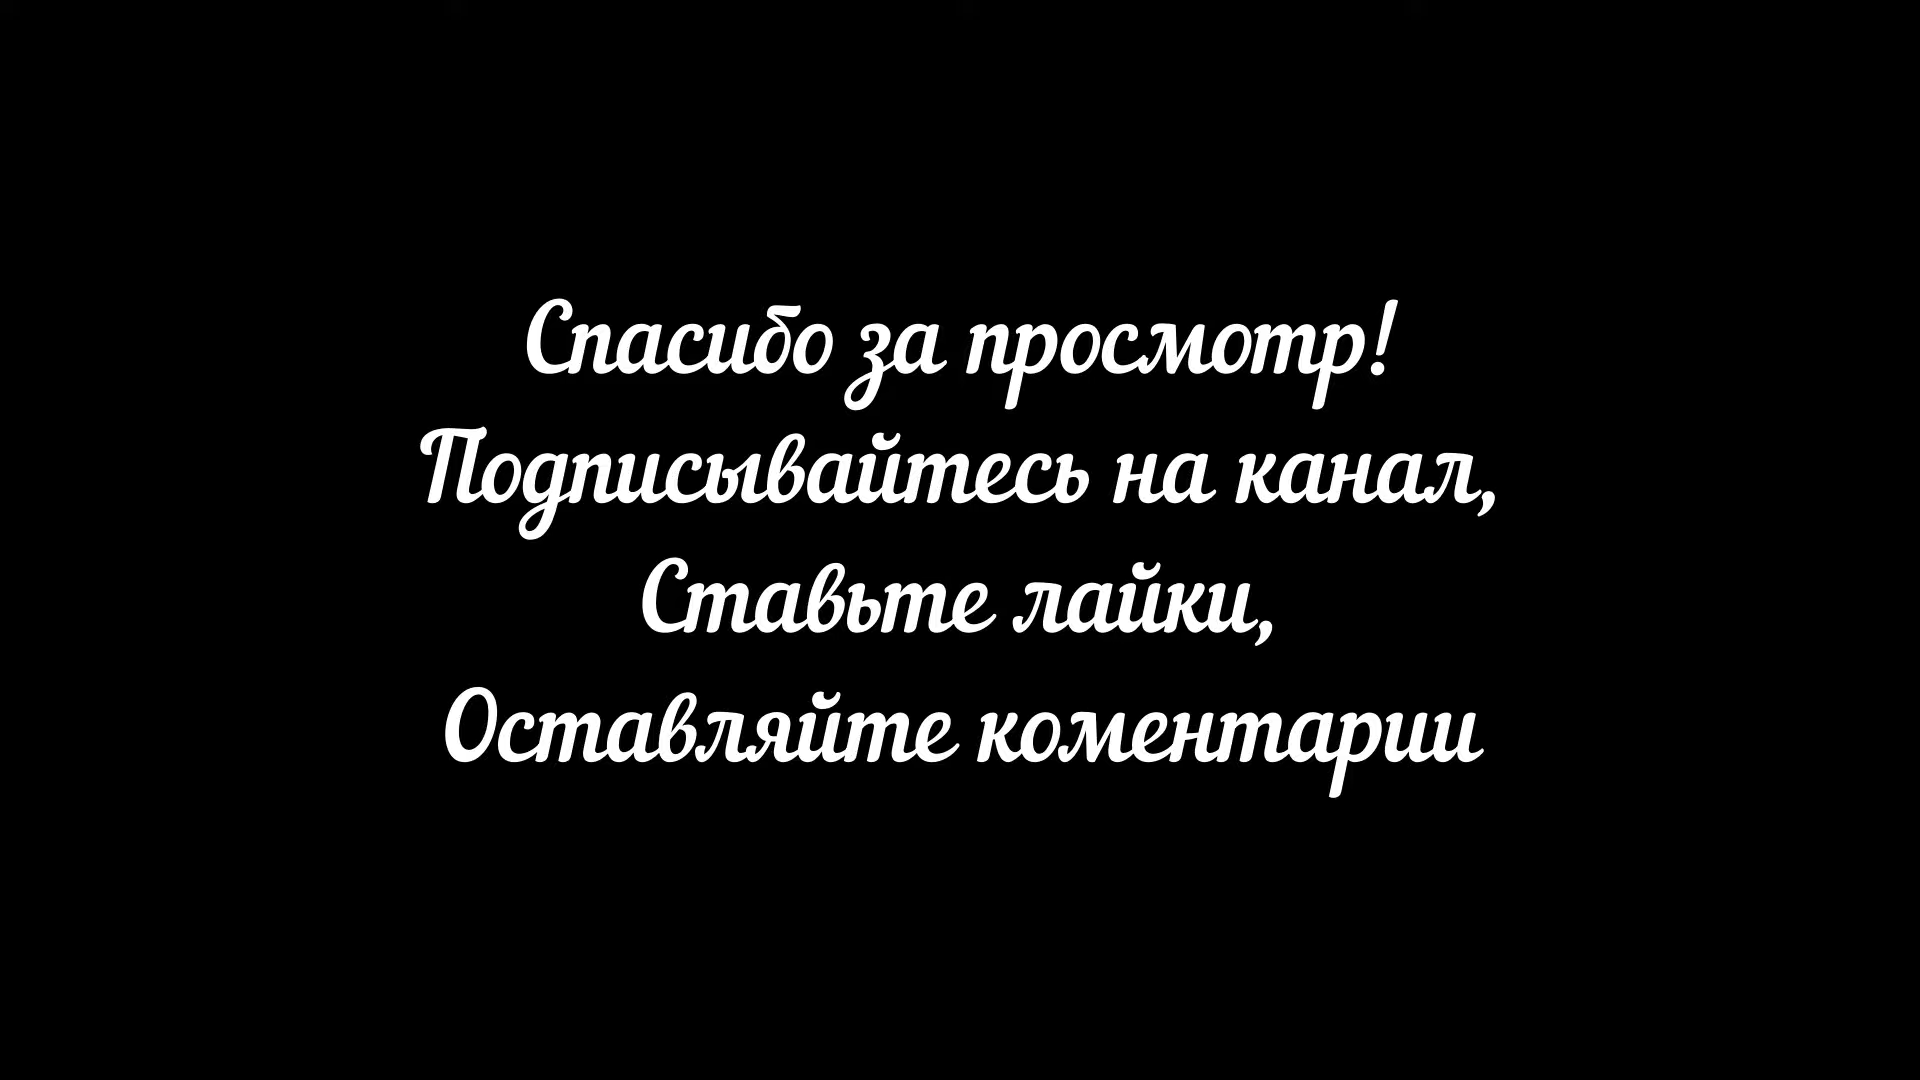 Спасибо за просмотр!
Подписывайтесь на канал,
Ставьте лайки,
Оставляйте коментарии